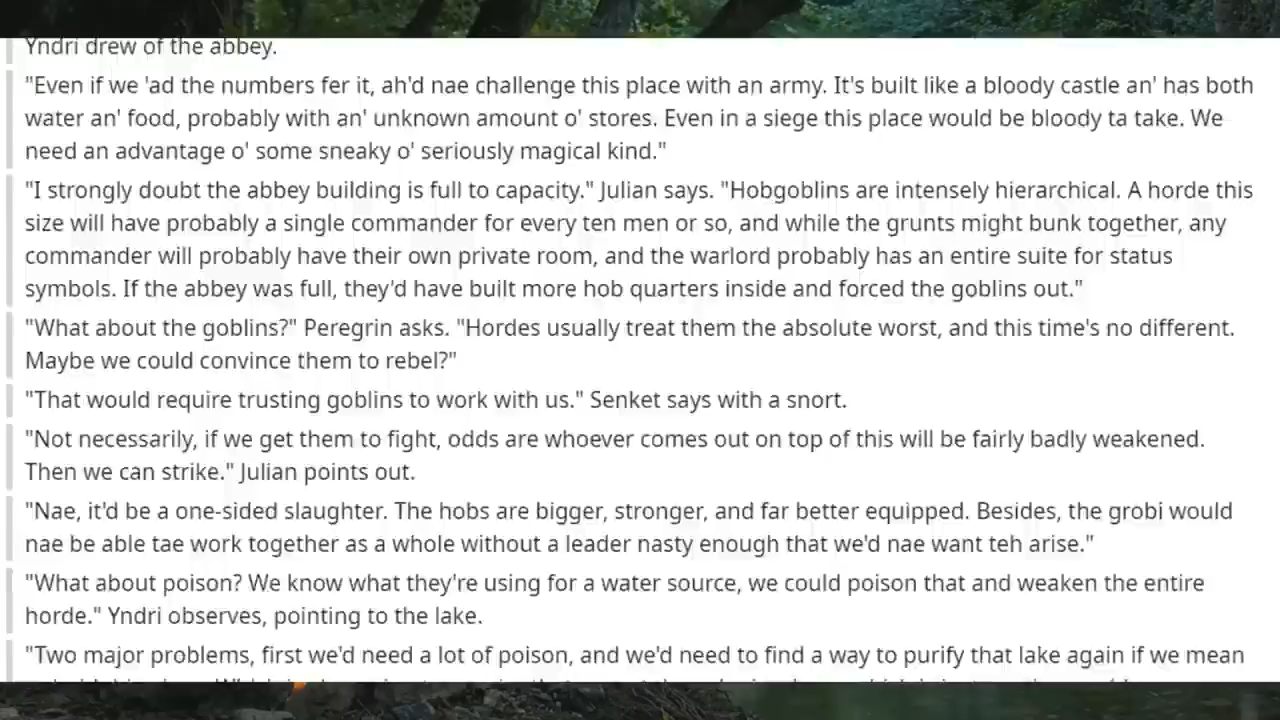 Yndri drew of the abbey.
"Even if we 'ad the numbers fer it, ah'd nae challenge this place with an army. It's built like a bloody castle an' has both
water an' food, probably with an' unknown amount o' stores. Even in a siege this place would be bloody ta take. We
need an advantage o' some sneaky o' seriously magical kind."
"I strongly doubt the abbey building is full to capacity." Julian says. "Hobgoblins are intensely hierarchical. A horde this
size will have probably a single commander for every ten men or so, and while the grunts might bunk together, any
commander will probably have their own private room, and the warlord probably has an entire suite for status
symbols. If the abbey was full, they'd have built more hob quarters inside and forced the goblins out."
"What about the goblins?" Peregrin asks. "Hordes usually treat them the absolute worst, and this time's no different.
Maybe we could convince them to rebel?"
"That would require trusting goblins to work with us." Senket says with a snort.
"Not necessarily, if we get them to fight, odds are whoever comes out on top of this will be fairly badly weakened.
Then we can strike." Julian points out.
"Nae, it'd be a one-sided slaughter. The hobs are bigger, stronger, and far better equipped. Besides, the grobi would
nae be able tae work together as a whole without a leader nasty enough that we'd nae want teh arise."
"What about poison? We know what they're using for a water source, we could poison that and weaken the entire
horde." Yndri observes, pointing to the lake.
"Two major problems, first we'd need a lot of poison, and we'd need to find a way to purify that lake again if we mean